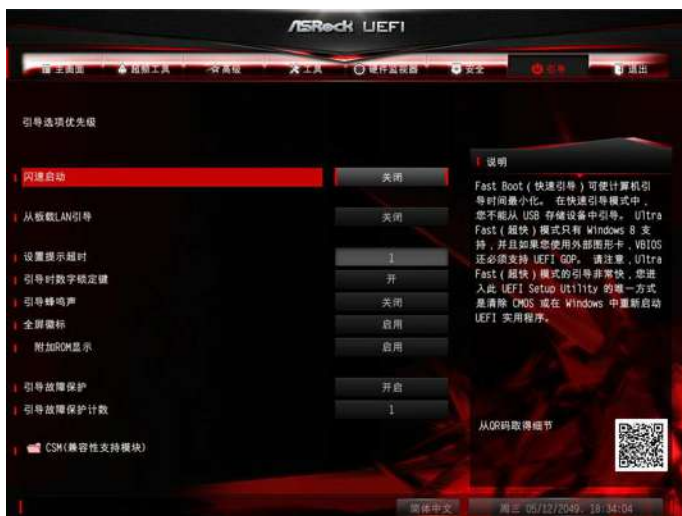 ASRock UEFI
主画面
超频工具
高级
工具
硬件监视器
安全
引导
退出
引导选项优先级
闪速启动
关闭
从板载LAN引导
关闭
设置提示超时
1
引导时数字锁定键
开
引导蜂鸣声
关闭
全屏徽标
启用
附加ROM显示
启用
引导故障保护
开启
引导故障保护计数
1
CSM(兼容性支持模块)
说明
Fast Boot ( 快速引导 ) 可使计算机引
导时间最小化。 在快速引导模式中，
您不能从 USB 存储设备中引导。 Ultra
Fast ( 超快 ) 模式只有 Windows 8 支
持，并且如果您使用外部图形卡，VBIOS
还必须支持 UEFI GOP。 请注意，Ultra
Fast ( 超快 ) 模式的引导非常快，您进
入此 UEFI Setup Utility 的唯一方式
是清除 CMOS 或在 Windows 中重新启动
UEFI 实用程序。
从QR码取得细节
简体中文
周三 05/12/2049. 18:34:04